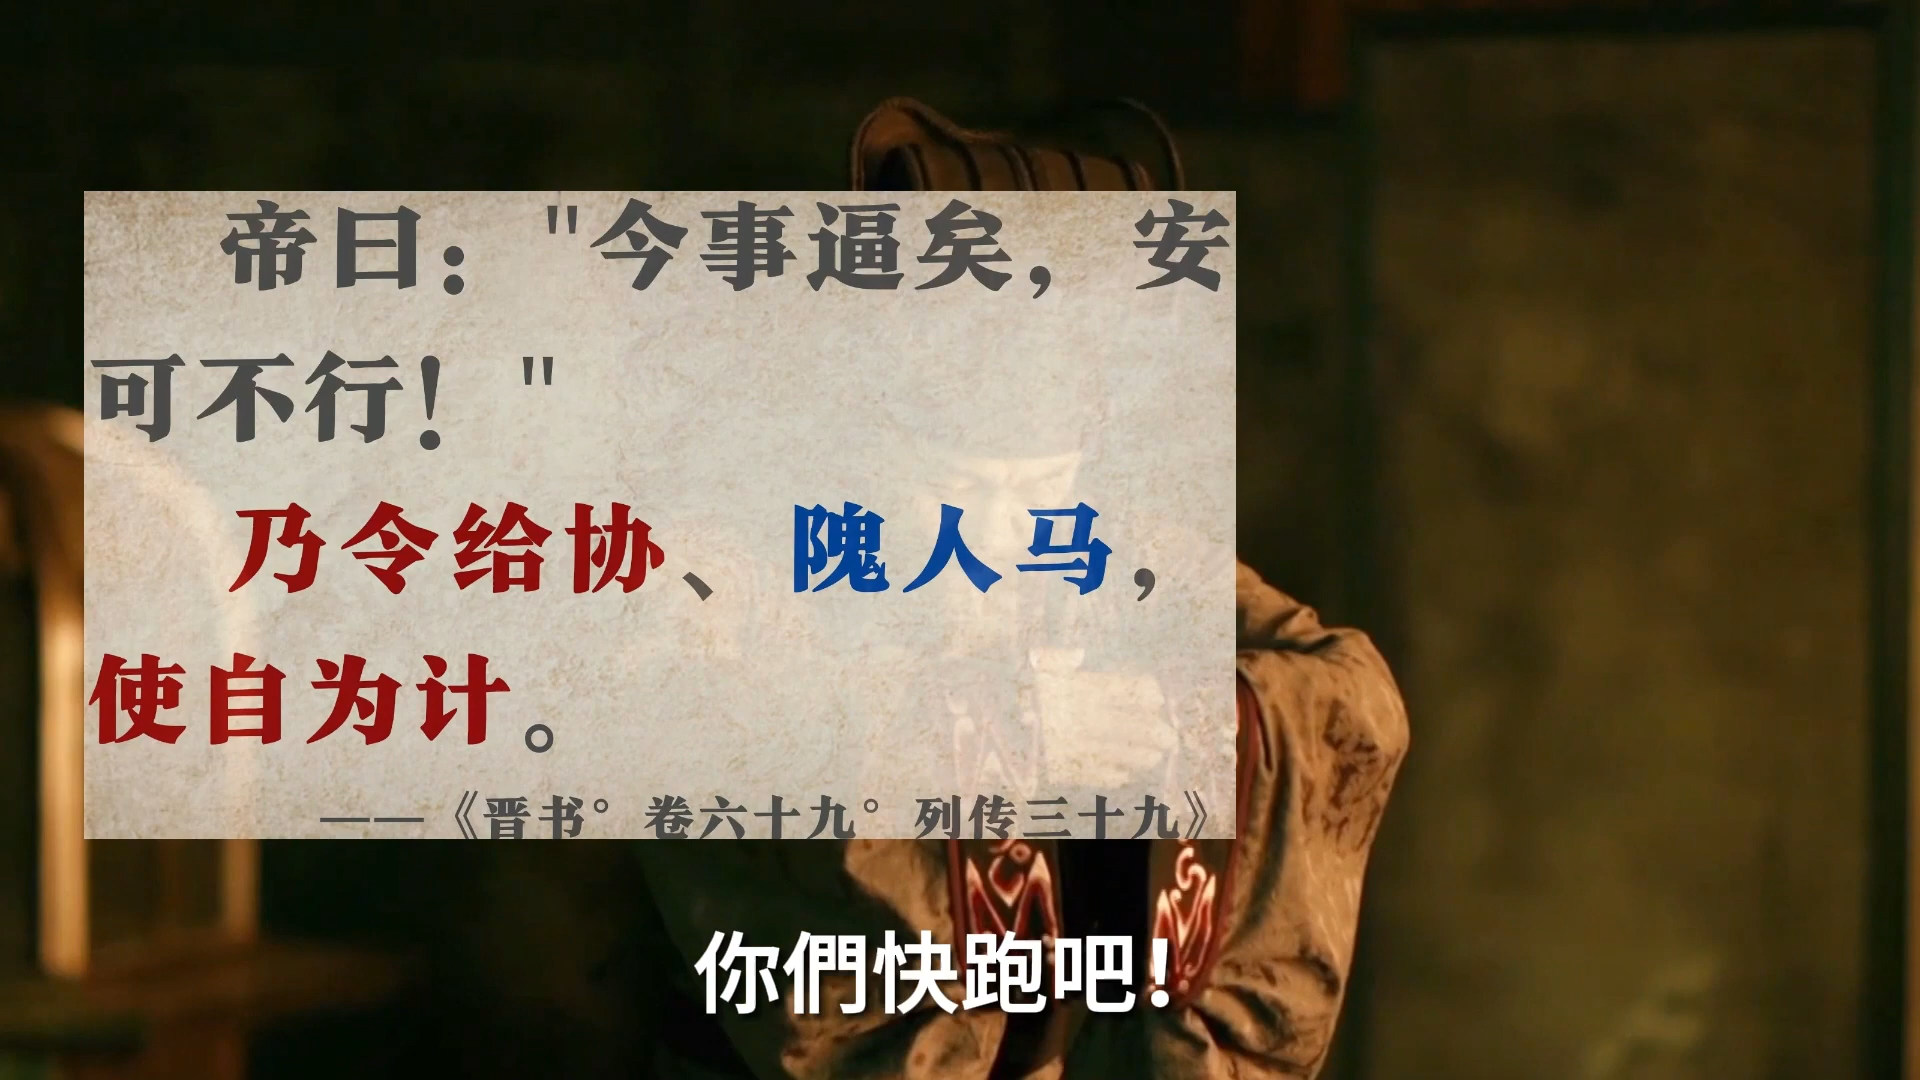 帝曰："今事逼矣，安
可不行！"
乃令给协、隗人马，
使自为计。
——《晋书°卷六十九°列传三十九》
你們快跑吧！